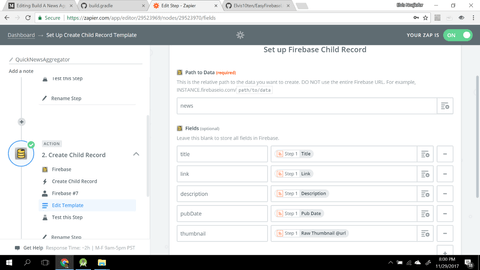 Editing Build A News Ap
build.gradle
Edit Step - Zapier
ElvisTitten/EasyFirebase
Secure
https://zapier.com/app/editor/29523969/nodes/29523970/fields
Dashboard → Set Up Create Child Record Template
YOUR ZAP IS
ON
QuickNewsAggregator
Add a note
Test this Step
Rename Step
ACTION
2. Create Child Record
Firebase
Create Child Record
Firebase #7
Edit Template
Test this Step
Rename Step
Get Help
Response Time: ~2h | M-F 9am-5pm PST
Set up Firebase Child Record
Path to Data (required)
This is the relative path to the data you want to create. DO NOT use the entire Firebase URL. For example,
INSTANCE.firebaseio.com/ path/to/data
news
Fields (optional)
Leave this blank to store all fields in Firebase.
title
Step 1 Title
link
Step 1 Link
description
Step 1 Description
pubDate
Step 1 Pub Date
thumbnail
Step 1 Raw Thumbnail @url
8:00 PM
11/29/2017